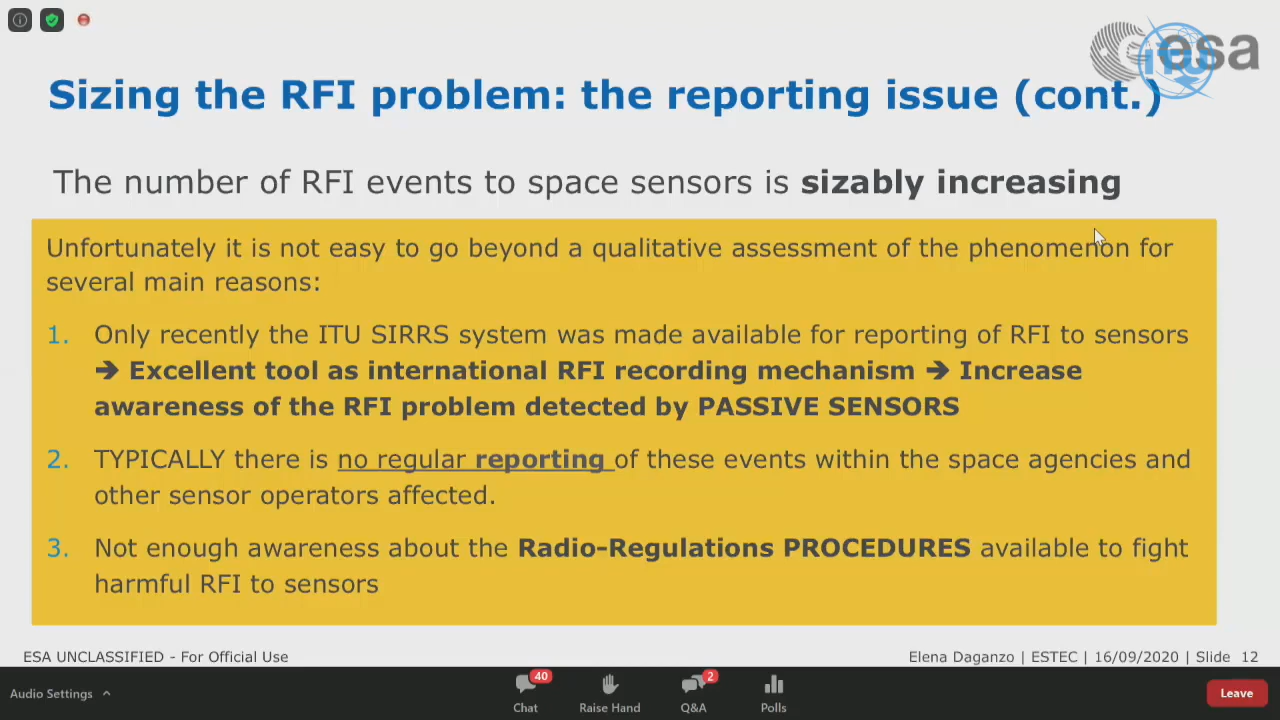 esa
ITU
Sizing the RFI problem: the reporting issue (cont.)
The number of RFI events to space sensors is sizably increasing
Unfortunately it is not easy to go beyond a qualitative assessment of the phenomenon for
several main reasons:
1. Only recently the ITU SIRRS system was made available for reporting of RFI to sensors
➔ Excellent tool as international RFI recording mechanism ➔ Increase
awareness of the RFI problem detected by PASSIVE SENSORS
2. TYPICALLY there is no regular reporting of these events within the space agencies and
other sensor operators affected.
3. Not enough awareness about the Radio-Regulations PROCEDURES available to fight
harmful RFI to sensors
ESA UNCLASSIFIED - For Official Use
Elena Daganzo | ESTEC | 16/09/2020 | Slide 12
Audio Settings
40
2
Chat
Raise Hand
Q&A
Polls
Leave